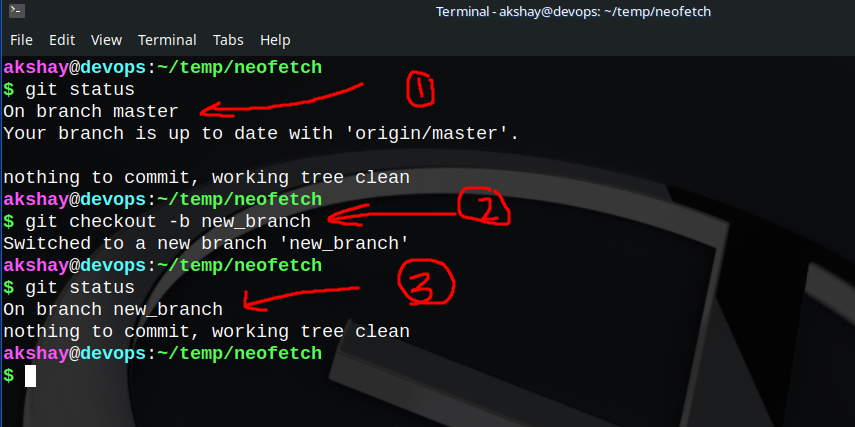 Terminal - akshay@devops: ~/temp/neofetch
File Edit View Terminal Tabs Help
akshay@devops:~/temp/neofetch
$ git status
1
On branch master
Your branch is up to date with 'origin/master'.
nothing to commit, working tree clean
akshay@devops:~/temp/neofetch
$ git checkout -b new_branch
2
Switched to a new branch 'new_branch'
akshay@devops:~/temp/neofetch
$ git status
3
On branch new_branch
nothing to commit, working tree clean
akshay@devops:~/temp/neofetch
$